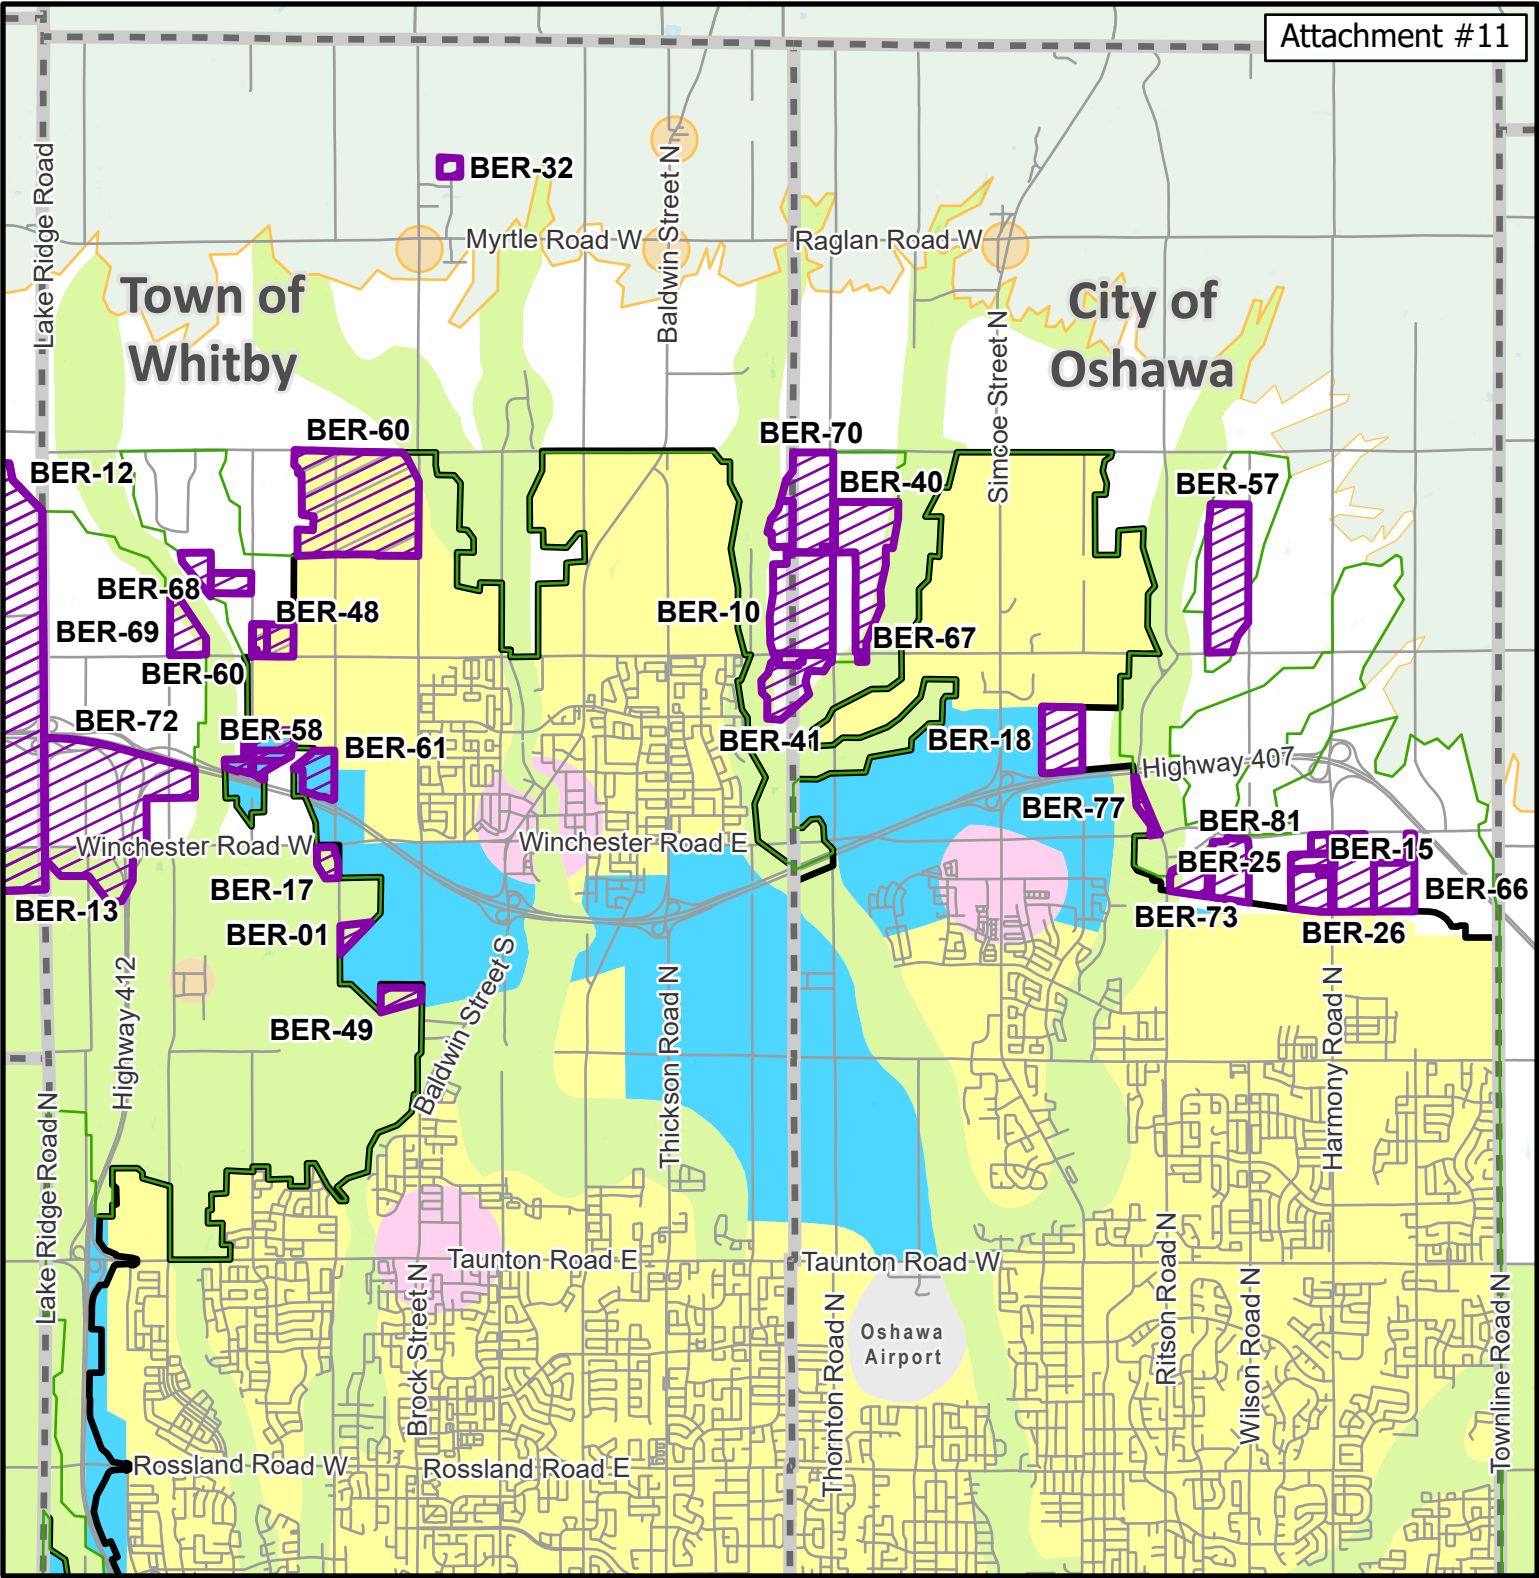 Attachment #11
Lake Ridge Road
BER-32
Baldwin Street N
Myrtle Road W
Raglan Road W
Town of
Whitby
City of
Oshawa
Simcoe Street N
BER-60
BER-70
BER-12
BER-40
BER-57
BER-68
BER-48
BER-10
BER-69
BER-67
BER-60
BER-72
BER-58
BER-61
BER-41
BER-18
Highway 407
BER-77
BER-81
Winchester Road W
Winchester Road E
BER-25
BER-15
BER-17
BER-66
BER-13
BER-73
BER-01
BER-26
Highway 412
Baldwin Street S
Thickson Road N
Harmony Road N
BER-49
Lake Ridge Road N
Taunton Road E
Taunton Road W
Brock Street N
Oshawa
Airport
Thornton Road N
Ritson Road N
Wilson Road N
Townline Road N
Rossland Road W
Rossland Road E